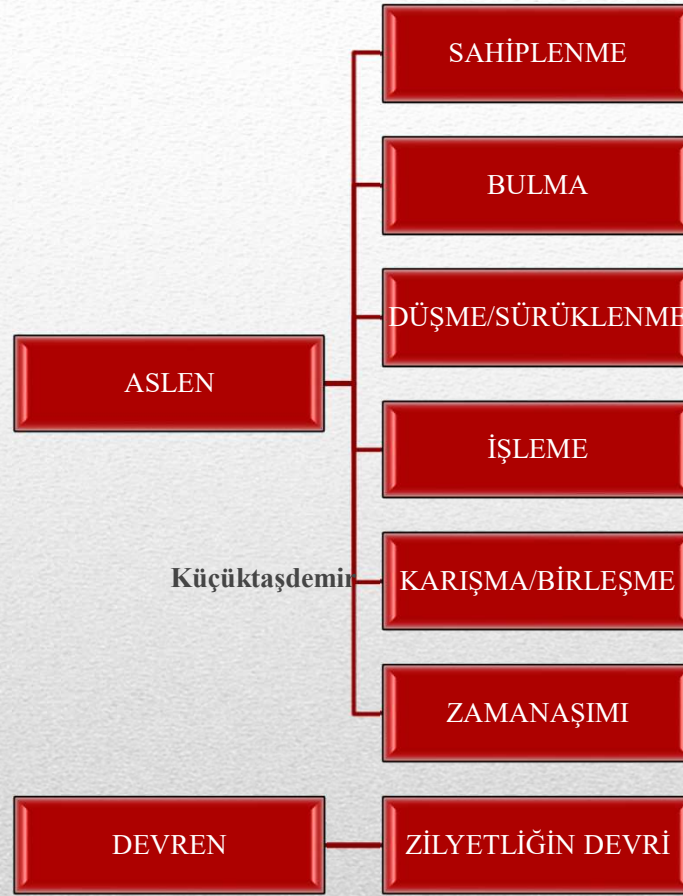 ASLEN
SAHİPLENME
BULMA
DÜŞME/SÜRÜKLENME
İŞLEME
Küçüktaşdemir
KARIŞMA/BİRLEŞME
ZAMANAŞIMI
DEVREN
ZİLYETLİĞİN DEVRİ